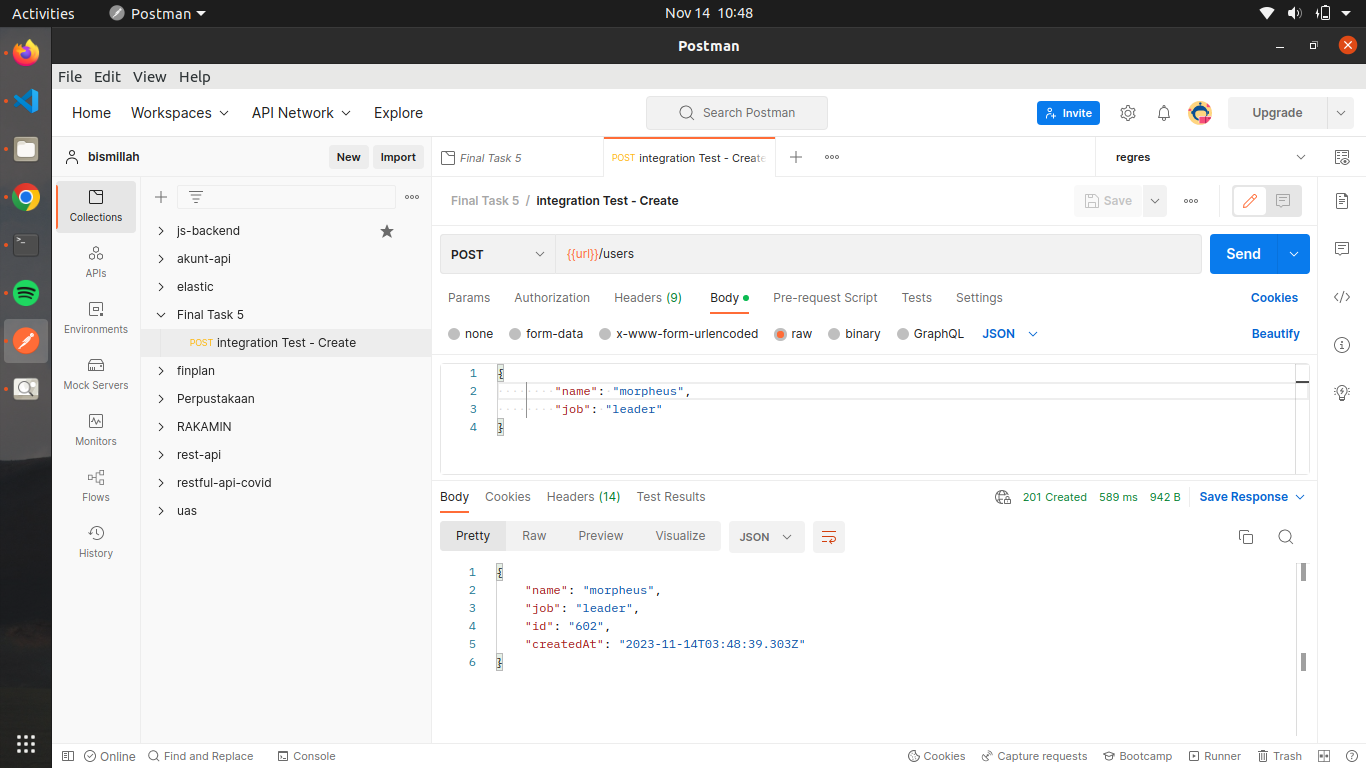 Activities Postman Nov 14 10:48
Postman
File Edit View Help
Home Workspaces API Network Explore Search Postman Invite Upgrade
bismillah New Import Final Task 5 POST integration Test - Create regres
Collections
APIs
Environments
Mock Servers
Monitors
Flows
History
js-backend
akunt-api
elastic
Final Task 5
POST integration Test - Create
finplan
Perpustakaan
RAKAMIN
rest-api
restful-api-covid
uas
Final Task 5 / integration Test - Create Save
POST {{url}}/users Send
Params Authorization Headers (9) Body Pre-request Script Tests Settings Cookies
none form-data x-www-form-urlencoded raw binary GraphQL JSON Beautify
1 {
2 "name": "morpheus",
3 "job": "leader"
4 }
Body Cookies Headers (14) Test Results 201 Created 589 ms 942 B Save Response
Pretty Raw Preview Visualize JSON
1 {
2 "name": "morpheus",
3 "job": "leader",
4 "id": "602",
5 "createdAt": "2023-11-14T03:48:39.303Z"
6 }
Online Find and Replace Console Cookies Capture requests Bootcamp Runner Trash